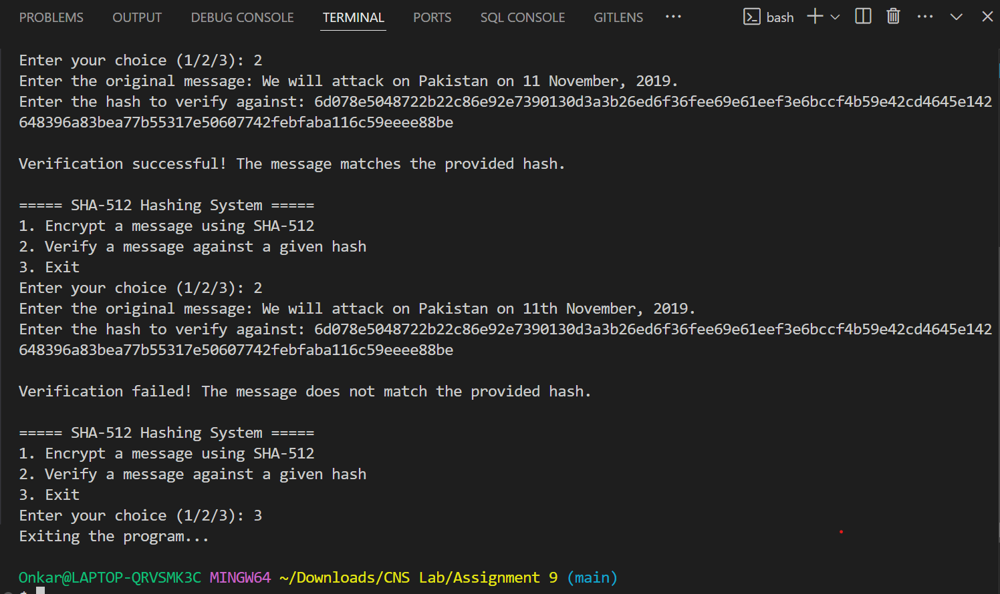 PROBLEMS OUTPUT DEBUG CONSOLE TERMINAL PORTS SQL CONSOLE GITLENS ··· bash
Enter your choice (1/2/3): 2
Enter the original message: We will attack on Pakistan on 11 November, 2019.
Enter the hash to verify against: 6d078e5048722b22c86e92e7390130d3a3b26ed6f36fee69e61eef3e6bccf4b59e42cd4645e142
648396a83bea77b55317e50607742febfaba116c59eeee88be
Verification successful! The message matches the provided hash.
===== SHA-512 Hashing System =====
1. Encrypt a message using SHA-512
2. Verify a message against a given hash
3. Exit
Enter your choice (1/2/3): 2
Enter the original message: We will attack on Pakistan on 11th November, 2019.
Enter the hash to verify against: 6d078e5048722b22c86e92e7390130d3a3b26ed6f36fee69e61eef3e6bccf4b59e42cd4645e142
648396a83bea77b55317e50607742febfaba116c59eeee88be
Verification failed! The message does not match the provided hash.
===== SHA-512 Hashing System =====
1. Encrypt a message using SHA-512
2. Verify a message against a given hash
3. Exit
Enter your choice (1/2/3): 3
Exiting the program...
Onkar@LAPTOP-QRVSMK3C MINGW64 ~/Downloads/CNS Lab/Assignment 9 (main)